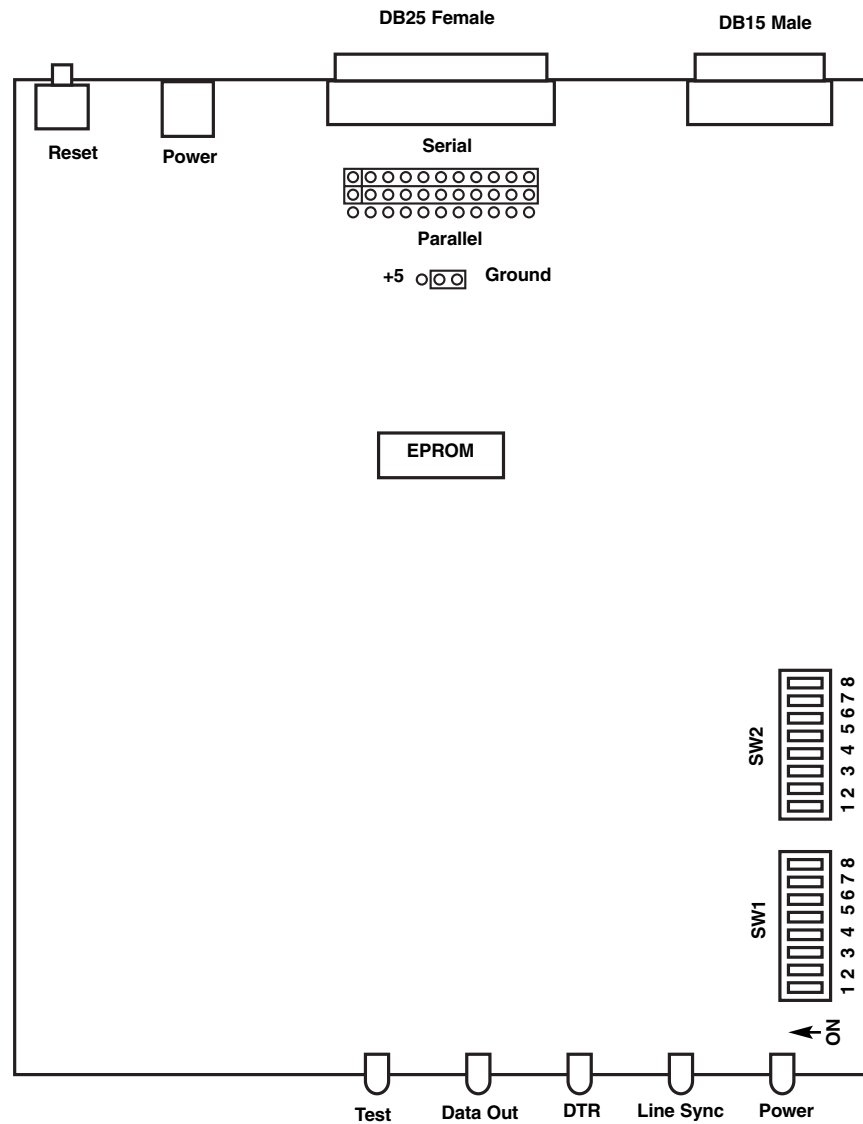 DB25 Female
DB15 Male
Reset
Power
Serial
Parallel
+5
Ground
EPROM
SW2
1 2 3 4 5 6 7 8
SW1
1 2 3 4 5 6 7 8
ON
Test
Data Out
DTR
Line Sync
Power